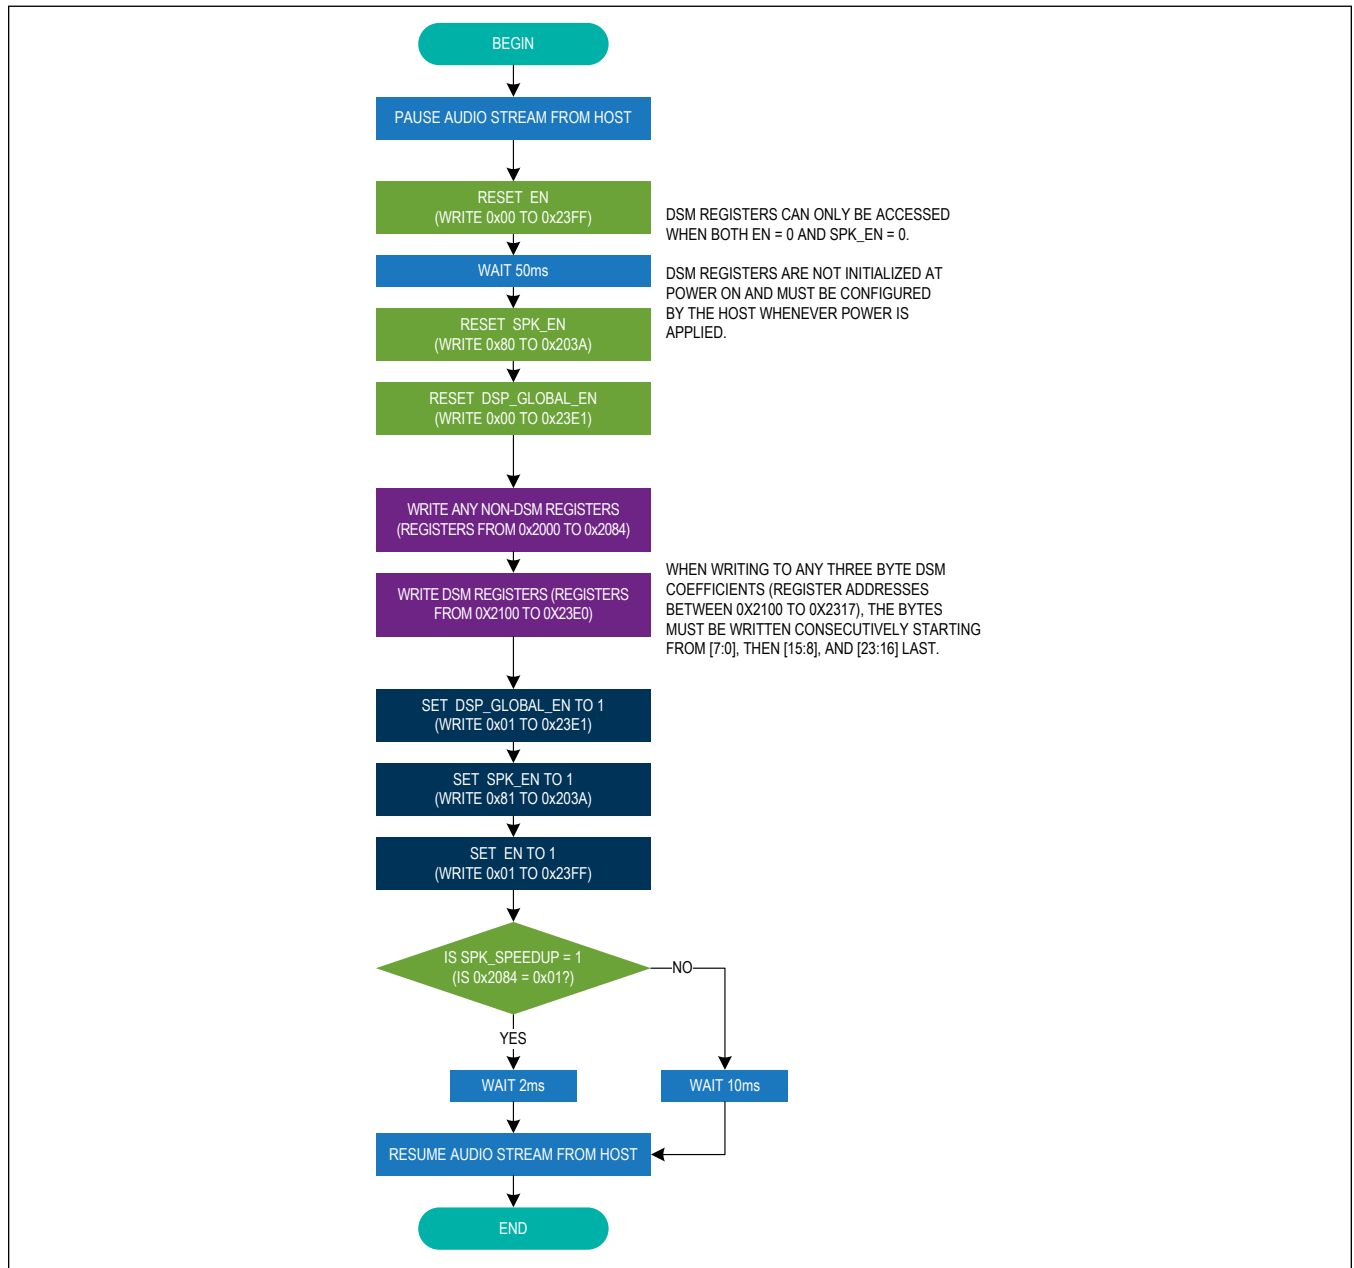 BEGIN
PAUSE AUDIO STREAM FROM HOST
RESET EN
(WRITE 0x00 TO 0x23FF)
DSM REGISTERS CAN ONLY BE ACCESSED
WHEN BOTH EN = 0 AND SPK_EN = 0.
WAIT 50ms
DSM REGISTERS ARE NOT INITIALIZED AT
POWER ON AND MUST BE CONFIGURED
BY THE HOST WHENEVER POWER IS
APPLIED.
RESET SPK_EN
(WRITE 0x80 TO 0x203A)
RESET DSP_GLOBAL_EN
(WRITE 0x00 TO 0x23E1)
WRITE ANY NON-DSM REGISTERS
(REGISTERS FROM 0x2000 TO 0x2084)
WRITE DSM REGISTERS (REGISTERS
FROM 0X2100 TO 0X23E0)
WHEN WRITING TO ANY THREE BYTE DSM
COEFFICIENTS (REGISTER ADDRESSES
BETWEEN 0X2100 TO 0X2317), THE BYTES
MUST BE WRITTEN CONSECUTIVELY STARTING
FROM [7:0], THEN [15:8], AND [23:16] LAST.
SET DSP_GLOBAL_EN TO 1
(WRITE 0x01 TO 0x23E1)
SET SPK_EN TO 1
(WRITE 0x81 TO 0x203A)
SET EN TO 1
(WRITE 0x01 TO 0x23FF)
IS SPK_SPEEDUP = 1
(IS 0x2084 = 0x01?)
NO
YES
WAIT 2ms
WAIT 10ms
RESUME AUDIO STREAM FROM HOST
END